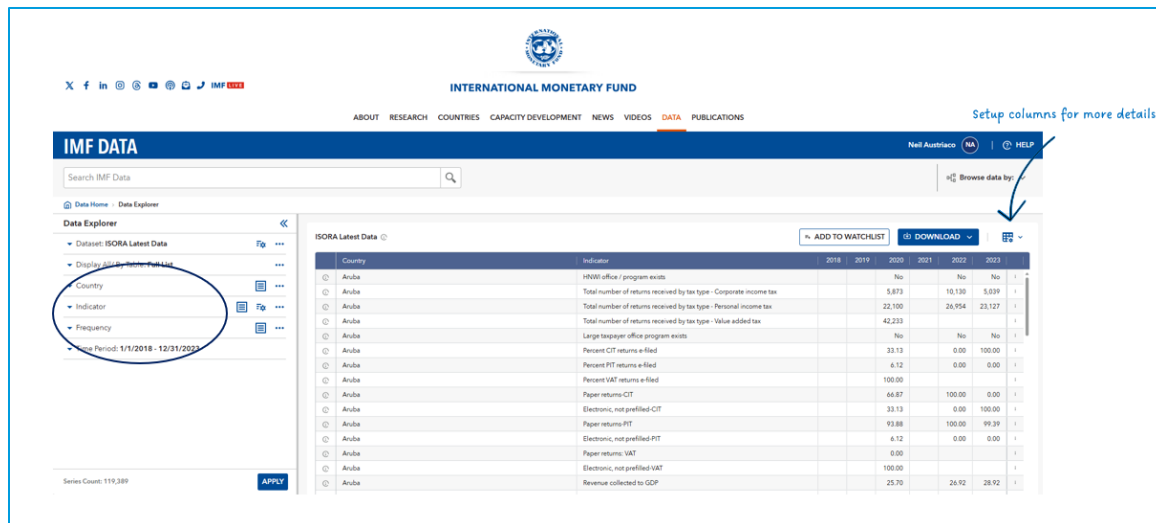 INTERNATIONAL MONETARY FUND
IMF LIVE
INTERNATIONAL MONETARY FUND
ABOUT RESEARCH COUNTRIES CAPACITY DEVELOPMENT NEWS VIDEOS DATA PUBLICATIONS
Setup columns for more details
IMF DATA
Neil Austriaco NA | HELP
Search IMF Data
Browse data by:
Data Home › Data Explorer
Data Explorer
Dataset: ISORA Latest Data
Display All/ By Table: Full List
Country
Indicator
Frequency
Time Period: 1/1/2018 - 12/31/2023
Series Count: 119,389
APPLY
ISORA Latest Data
ADD TO WATCHLIST
DOWNLOAD
Country Indicator 2018 2019 2020 2021 2022 2023
Aruba HNWI office / program exists No No No
Aruba Total number of returns received by tax type - Corporate income tax 5,873 10,130 5,039
Aruba Total number of returns received by tax type - Personal income tax 22,100 26,954 23,127
Aruba Total number of returns received by tax type - Value added tax 42,233
Aruba Large taxpayer office program exists No No No
Aruba Percent CIT returns e-filed 33.13 0.00 100.00
Aruba Percent PIT returns e-filed 6.12 0.00 0.00
Aruba Percent VAT returns e-filed 100.00
Aruba Paper returns-CIT 66.87 100.00 0.00
Aruba Electronic, not prefilled-CIT 33.13 0.00 100.00
Aruba Paper returns-PIT 93.88 100.00 99.39
Aruba Electronic, not prefilled-PIT 6.12 0.00 0.00
Aruba Paper returns: VAT 0.00
Aruba Electronic, not prefilled-VAT 100.00
Aruba Revenue collected to GDP 25.70 26.92 28.92